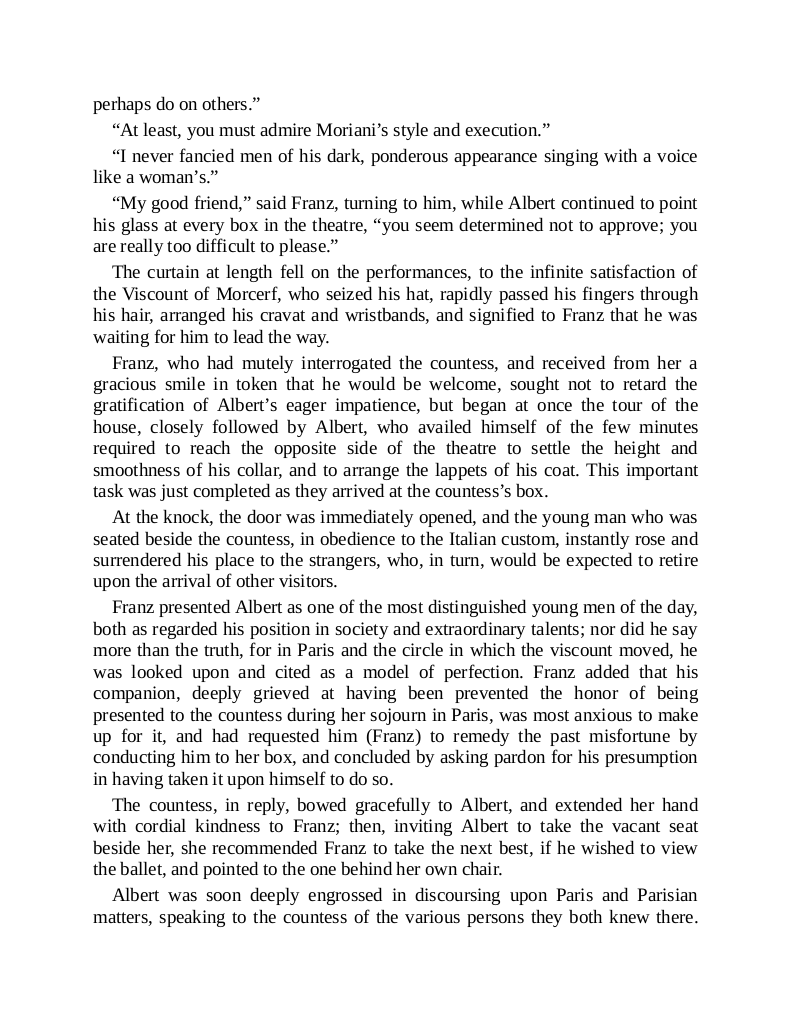 perhaps do on others.”
“At least, you must admire Moriani’s style and execution.”
“I never fancied men of his dark, ponderous appearance singing with a voice
like a woman’s.”
“My good friend,” said Franz, turning to him, while Albert continued to point
his glass at every box in the theatre, “you seem determined not to approve; you
are really too difficult to please.”
The curtain at length fell on the performances, to the infinite satisfaction of
the Viscount of Morcerf, who seized his hat, rapidly passed his fingers through
his hair, arranged his cravat and wristbands, and signified to Franz that he was
waiting for him to lead the way.
Franz, who had mutely interrogated the countess, and received from her a
gracious smile in token that he would be welcome, sought not to retard the
gratification of Albert’s eager impatience, but began at once the tour of the
house, closely followed by Albert, who availed himself of the few minutes
required to reach the opposite side of the theatre to settle the height and
smoothness of his collar, and to arrange the lappets of his coat. This important
task was just completed as they arrived at the countess’s box.
At the knock, the door was immediately opened, and the young man who was
seated beside the countess, in obedience to the Italian custom, instantly rose and
surrendered his place to the strangers, who, in turn, would be expected to retire
upon the arrival of other visitors.
Franz presented Albert as one of the most distinguished young men of the day,
both as regarded his position in society and extraordinary talents; nor did he say
more than the truth, for in Paris and the circle in which the viscount moved, he
was looked upon and cited as a model of perfection. Franz added that his
companion, deeply grieved at having been prevented the honor of being
presented to the countess during her sojourn in Paris, was most anxious to make
up for it, and had requested him (Franz) to remedy the past misfortune by
conducting him to her box, and concluded by asking pardon for his presumption
in having taken it upon himself to do so.
The countess, in reply, bowed gracefully to Albert, and extended her hand
with cordial kindness to Franz; then, inviting Albert to take the vacant seat
beside her, she recommended Franz to take the next best, if he wished to view
the ballet, and pointed to the one behind her own chair.
Albert was soon deeply engrossed in discoursing upon Paris and Parisian
matters, speaking to the countess of the various persons they both knew there.